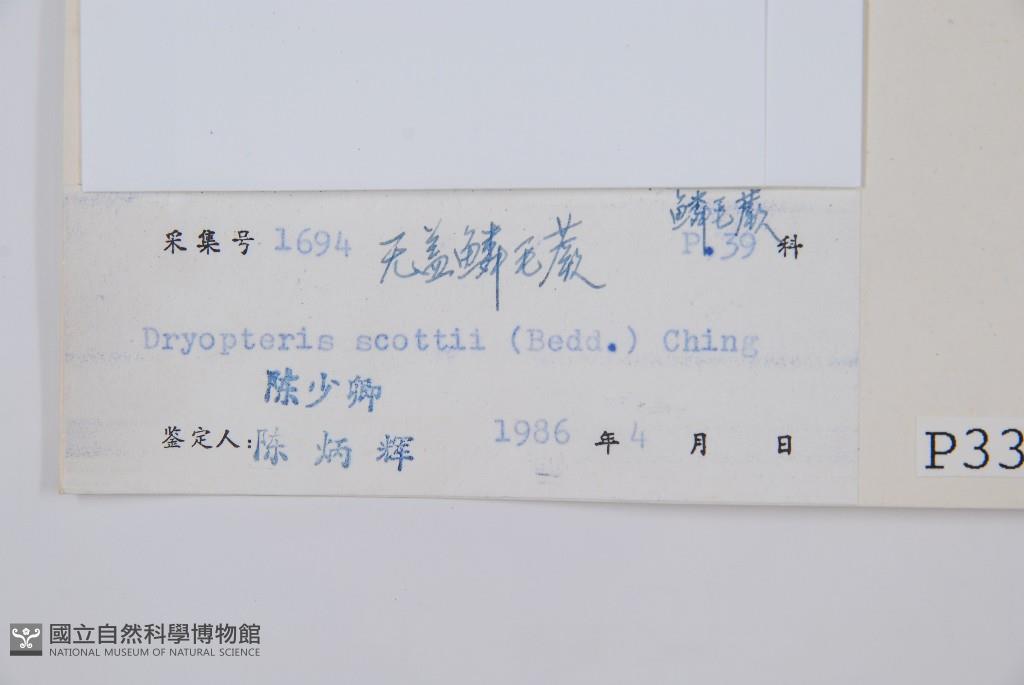 鳞毛蕨
采集号 1694 无盖鳞毛蕨 P.39 科
Dryopteris scottii (Bedd.) Ching
陈少卿
鉴定人:陈炳辉 1986 年 4 月 日
P33
國立自然科學博物館
NATIONAL MUSEUM OF NATURAL SCIENCE